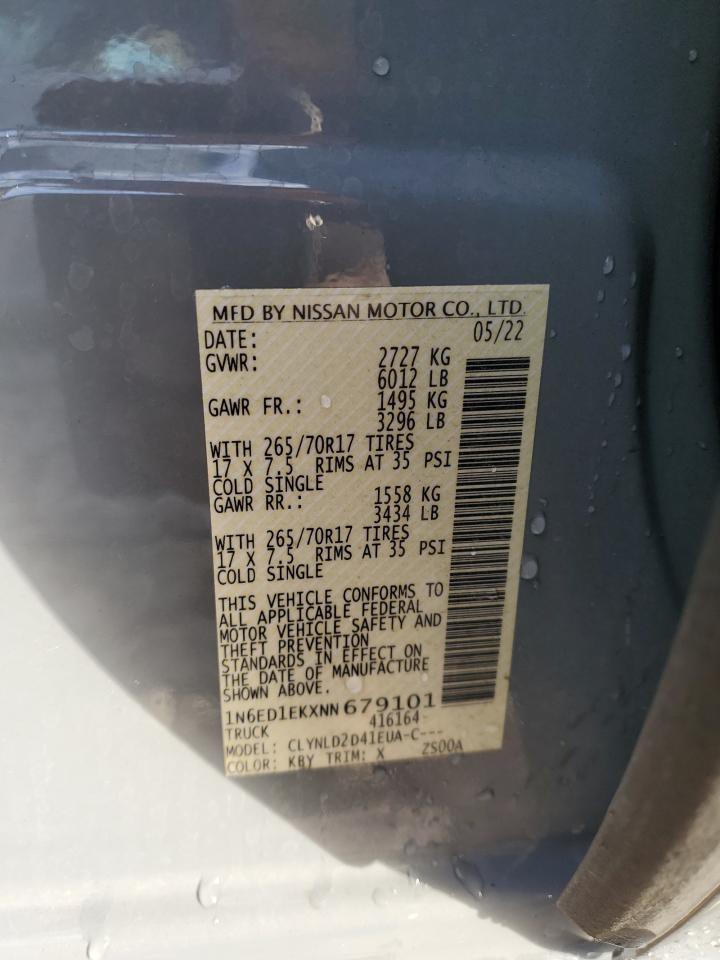 MFD BY NISSAN MOTOR CO., LTD.
DATE: 05/22
GVWR: 2727 KG
6012 LB
GAWR FR.: 1495 KG
3296 LB
WITH 265/70R17 TIRES
17 X 7.5 RIMS AT 35 PSI
COLD SINGLE
GAWR RR.: 1558 KG
3434 LB
WITH 265/70R17 TIRES
17 X 7.5 RIMS AT 35 PSI
COLD SINGLE
THIS VEHICLE CONFORMS TO
ALL APPLICABLE FEDERAL
MOTOR VEHICLE SAFETY AND
THEFT PREVENTION
STANDARDS IN EFFECT ON
THE DATE OF MANUFACTURE
SHOWN ABOVE.
1N6ED1EKXNN679101
TRUCK 416164
MODEL: CLYNLD2D41EUA-C---
COLOR: KBY TRIM: X ZS00A